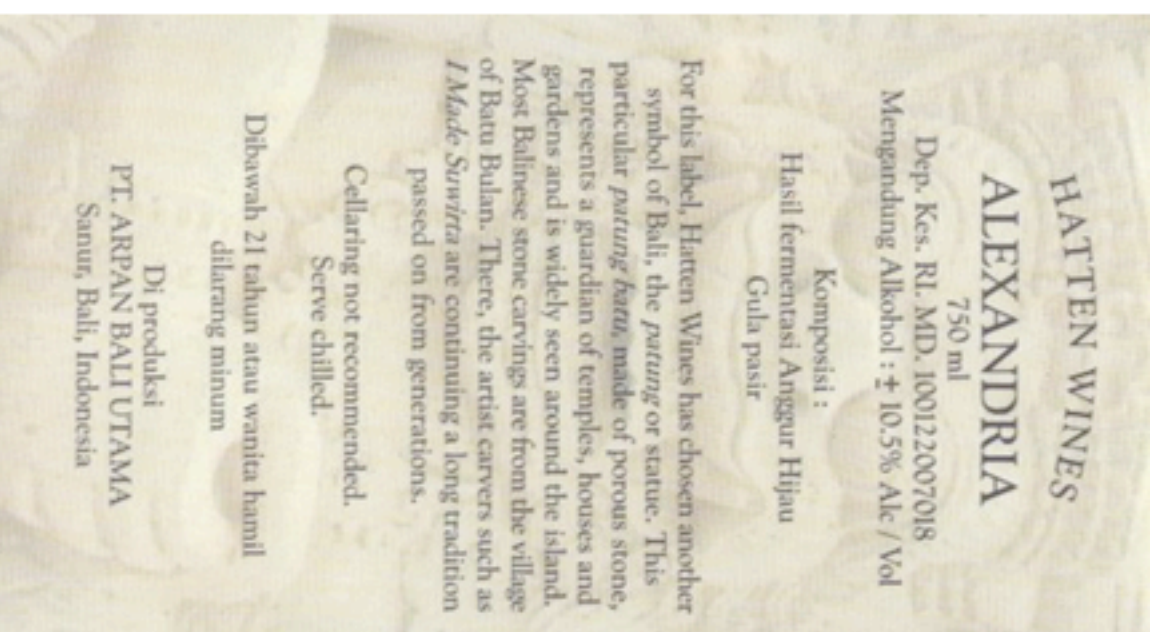 HATTEN WINES
ALEXANDRIA
750 ml
Dep. Kes. RI. MD. 100122007018
Mengandung Alkohol : ± 10.5% Alc / Vol
Komposisi :
Hasil fermentasi Anggur Hijau
Gula pasir
For this label, Hatten Wines has chosen another
symbol of Bali, the patung or statue. This
particular patung batu, made of porous stone,
represents a guardian of temples, houses and
gardens and is widely seen around the island.
Most Balinese stone carvings are from the village
of Batu Bulan. There, the artist carvers such as
I Made Suwirta are continuing a long tradition
passed on from generations.
Cellaring not recommended.
Serve chilled.
Dibawah 21 tahun atau wanita hamil
dilarang minum
Di produksi
PT. ARPAN BALI UTAMA
Sanur, Bali, Indonesia